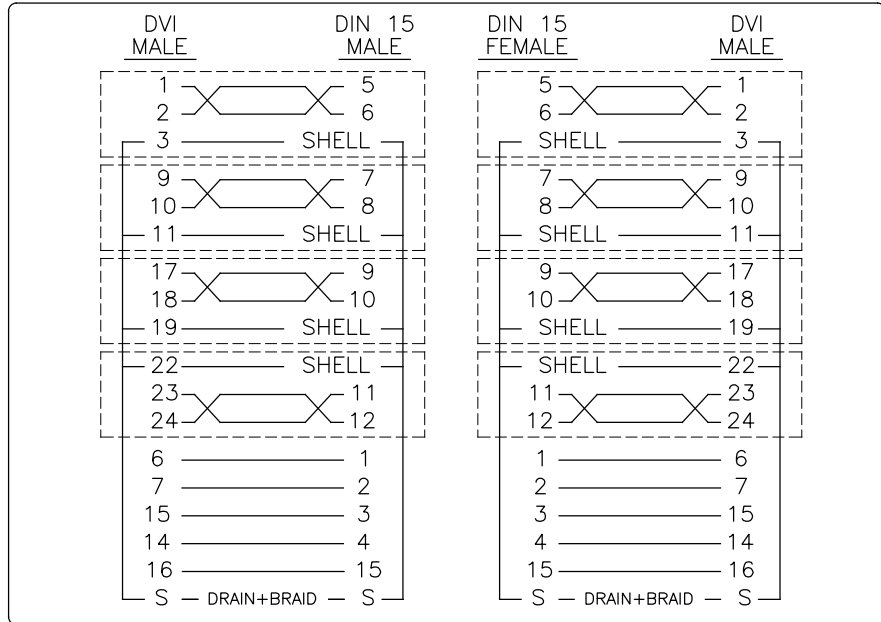 DVI DIN 15 DIN 15 DVI
MALE MALE FEMALE MALE
1 5 5 1
2 6 6 2
3 SHELL SHELL 3
9 7 7 9
10 8 8 10
11 SHELL SHELL 11
17 9 9 17
18 10 10 18
19 SHELL SHELL 19
22 SHELL SHELL 22
23 11 11 23
24 12 12 24
6 1 1 6
7 2 2 7
15 3 3 15
14 4 4 14
16 15 15 16
S DRAIN+BRAID S S DRAIN+BRAID S